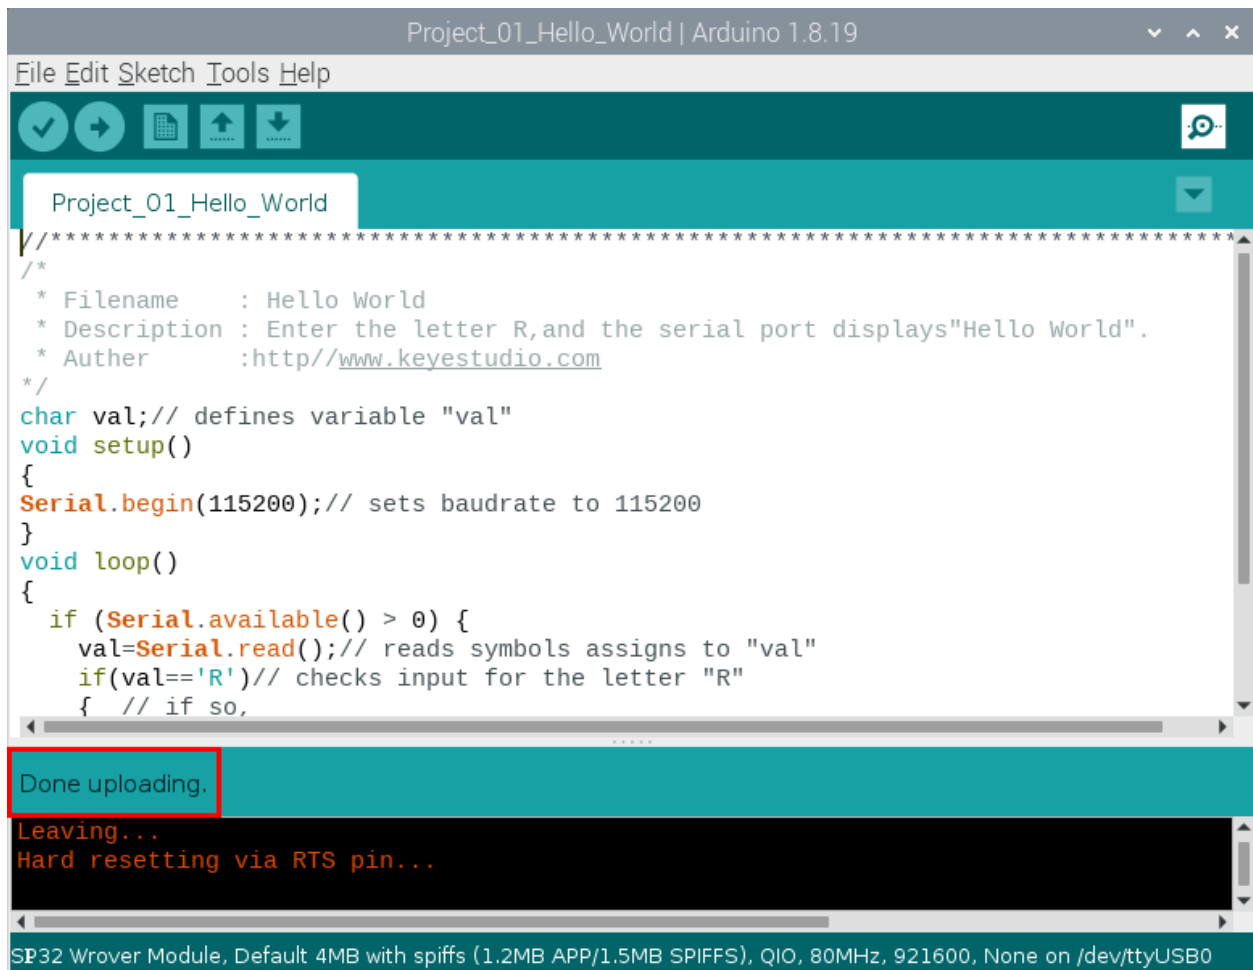 Project_01_Hello_World | Arduino 1.8.19
File Edit Sketch Tools Help
Project_01_Hello_World
//**********************************************************************************
/*
 * Filename    : Hello World
 * Description : Enter the letter R,and the serial port displays"Hello World".
 * Auther      :http//www.keyestudio.com
*/
char val;// defines variable "val"
void setup()
{
Serial.begin(115200);// sets baudrate to 115200
}
void loop()
{
  if (Serial.available() > 0) {
    val=Serial.read();// reads symbols assigns to "val"
    if(val=='R')// checks input for the letter "R"
    {  // if so,
Done uploading.
Leaving...
Hard resetting via RTS pin...
SP32 Wrover Module, Default 4MB with spiffs (1.2MB APP/1.5MB SPIFFS), QIO, 80MHz, 921600, None on /dev/ttyUSB0